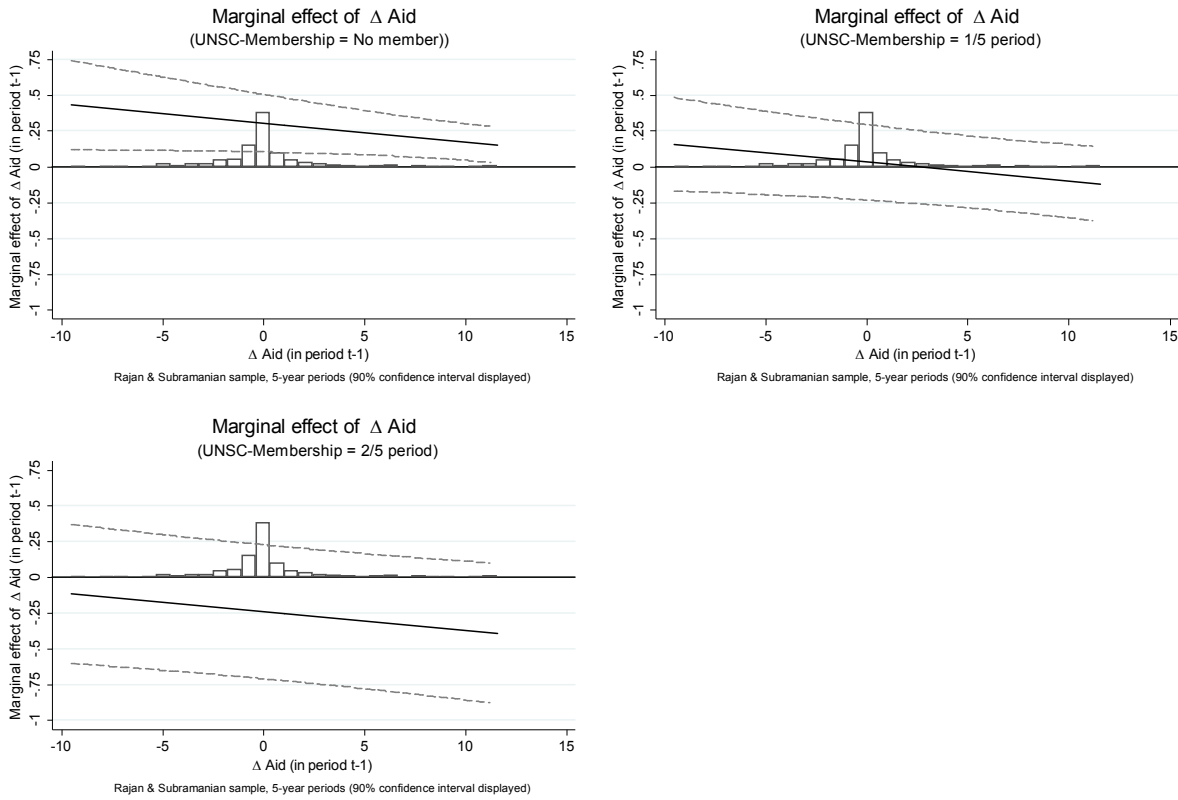 Marginal effect of Δ Aid
(UNSC-Membership = No member))
Marginal effect of Δ Aid (in period t-1)
.75
.5
.25
0
-.25
-.5
-.75
-1
-10
-5
0
5
10
15
Δ Aid (in period t-1)
Rajan & Subramanian sample, 5-year periods (90% confidence interval displayed)
Marginal effect of Δ Aid
(UNSC-Membership = 1/5 period)
Marginal effect of Δ Aid (in period t-1)
.75
.5
.25
0
-.25
-.5
-.75
-1
-10
-5
0
5
10
15
Δ Aid (in period t-1)
Rajan & Subramanian sample, 5-year periods (90% confidence interval displayed)
Marginal effect of Δ Aid
(UNSC-Membership = 2/5 period)
Marginal effect of Δ Aid (in period t-1)
.75
.5
.25
0
-.25
-.5
-.75
-1
-10
-5
0
5
10
15
Δ Aid (in period t-1)
Rajan & Subramanian sample, 5-year periods (90% confidence interval displayed)